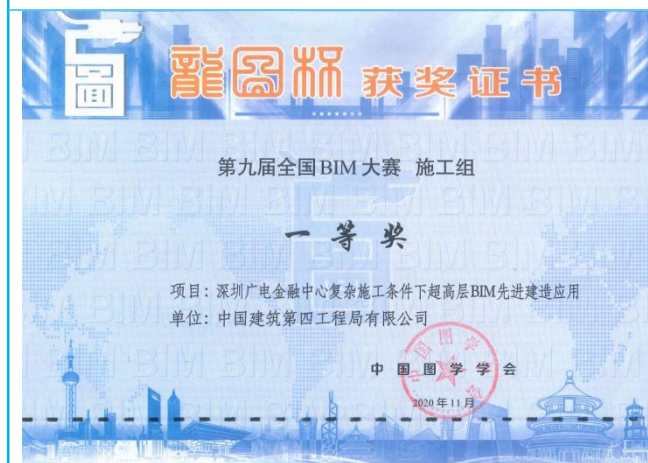 龍圖杯 获奖证书
第九届全国BIM大赛 施工组
一等奖
项目：深圳广电金融中心复杂施工条件下超高层BIM先进建造应用
单位：中国建筑第四工程局有限公司
中国图学学会
2020年11月